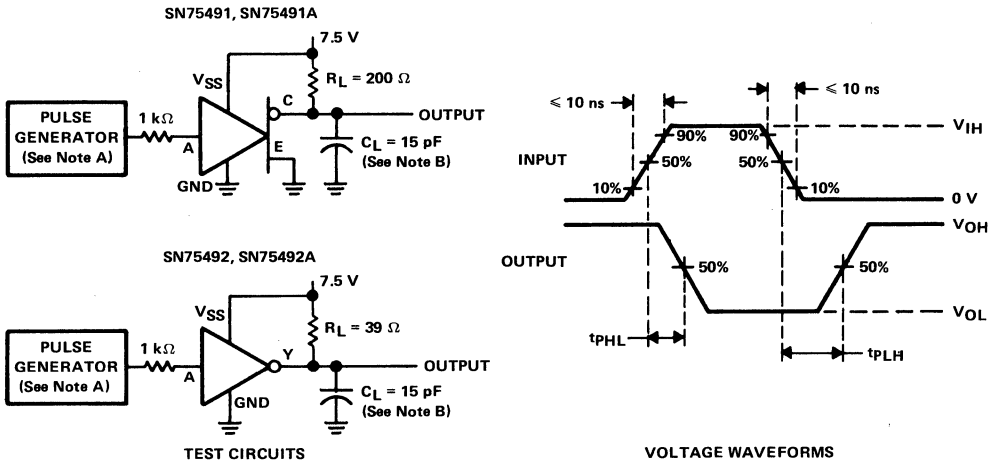 SN75491, SN75491A
7.5 V
VSS
RL = 200 Ω
PULSE
GENERATOR
(See Note A)
1 kΩ
A
C
E
OUTPUT
CL = 15 pF
(See Note B)
GND
SN75492, SN75492A
7.5 V
VSS
RL = 39 Ω
PULSE
GENERATOR
(See Note A)
1 kΩ
A
Y
OUTPUT
CL = 15 pF
(See Note B)
GND
TEST CIRCUITS
≤ 10 ns
≤ 10 ns
INPUT
90%
90%
VIH
50%
50%
10%
10%
0 V
OUTPUT
VOH
50%
50%
VOL
tPHL
tPLH
VOLTAGE WAVEFORMS